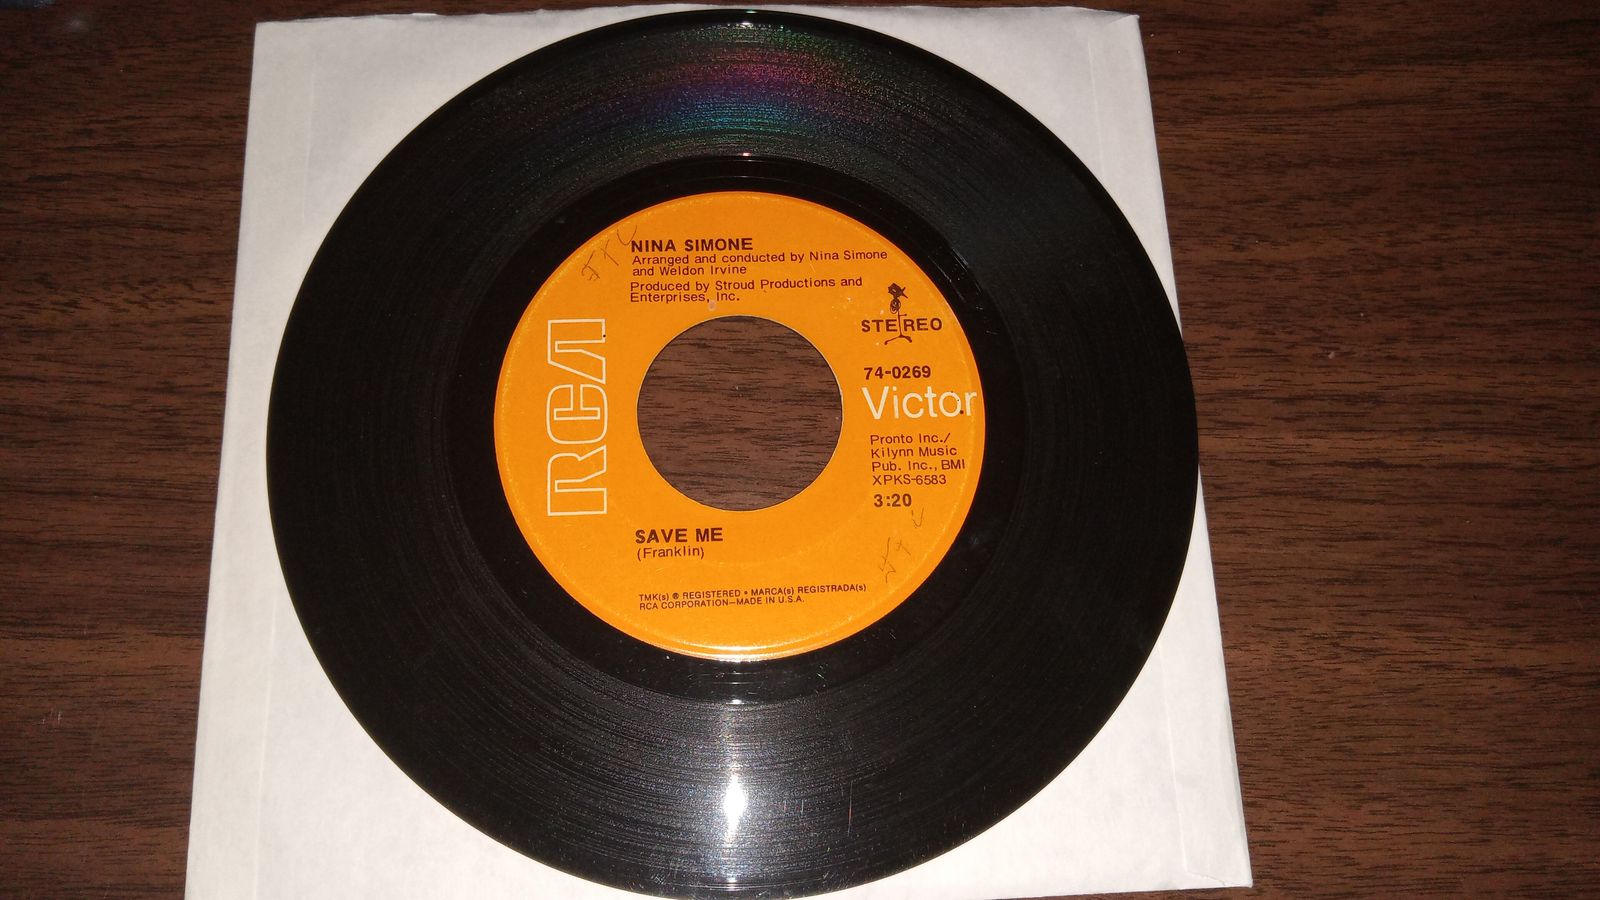 NINA SIMONE
Arranged and conducted by Nina Simone
and Weldon Irvine
Produced by Stroud Productions and
Enterprises, Inc.
RCA
STEREO
74-0269
Victor
Pronto Inc./
Kilynn Music
Pub. Inc., BMI
XPKS-6583
3:20
SAVE ME
(Franklin)
TMK(s) ® REGISTERED • MARCA(s) REGISTRADA(s)
RCA CORPORATION—MADE IN U.S.A.